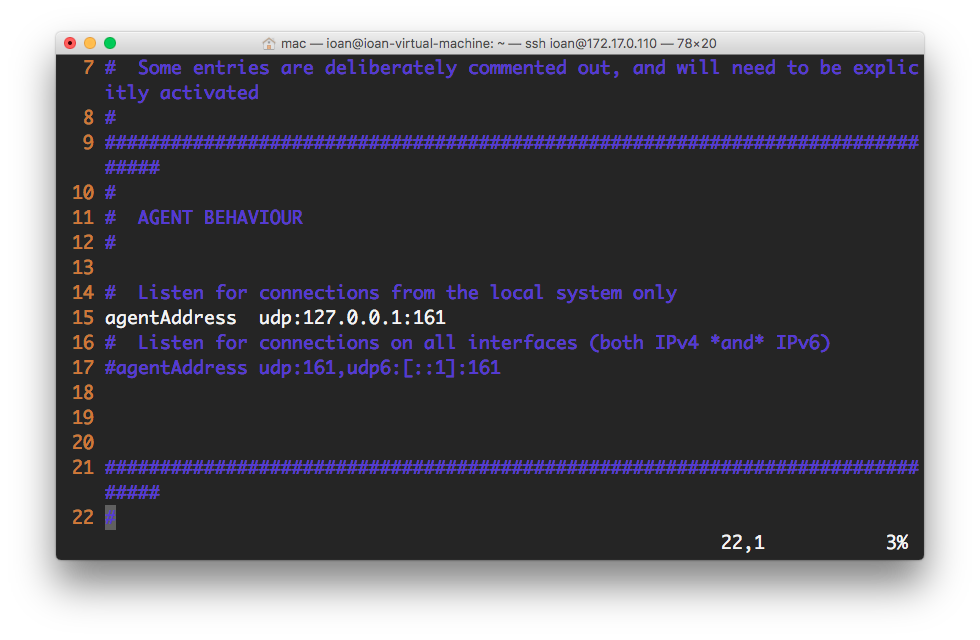 mac — ioan@ioan-virtual-machine: ~ — ssh ioan@172.17.0.110 — 78×20
7 #  Some entries are deliberately commented out, and will need to be explic
itly activated
8 #
9 ##########################################################################
#####
10 #
11 #  AGENT BEHAVIOUR
12 #
13
14 #  Listen for connections from the local system only
15 agentAddress  udp:127.0.0.1:161
16 #  Listen for connections on all interfaces (both IPv4 *and* IPv6)
17 #agentAddress udp:161,udp6:[::1]:161
18
19
20
21 ##########################################################################
#####
22 #
22,1 3%